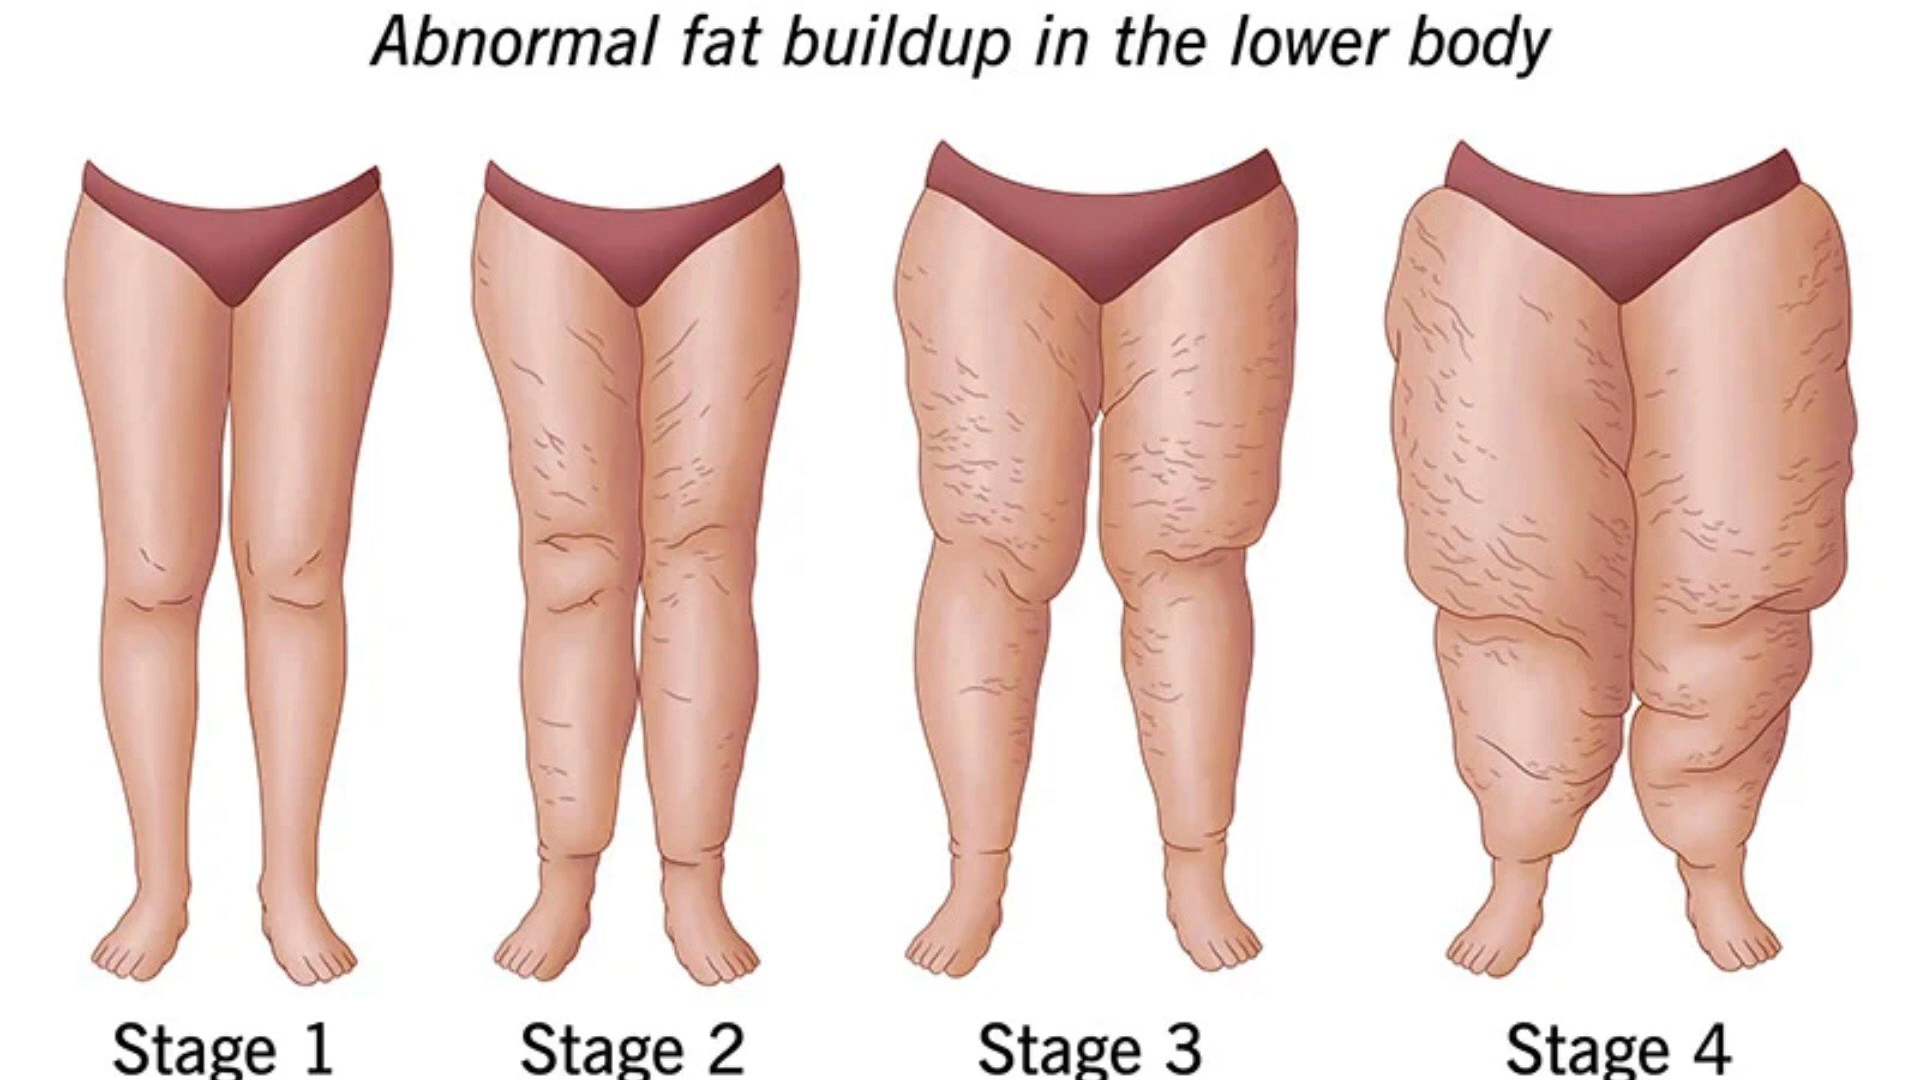 Abnormal fat buildup in the lower body
Stage 1
Stage 2
Stage 3
Stage 4